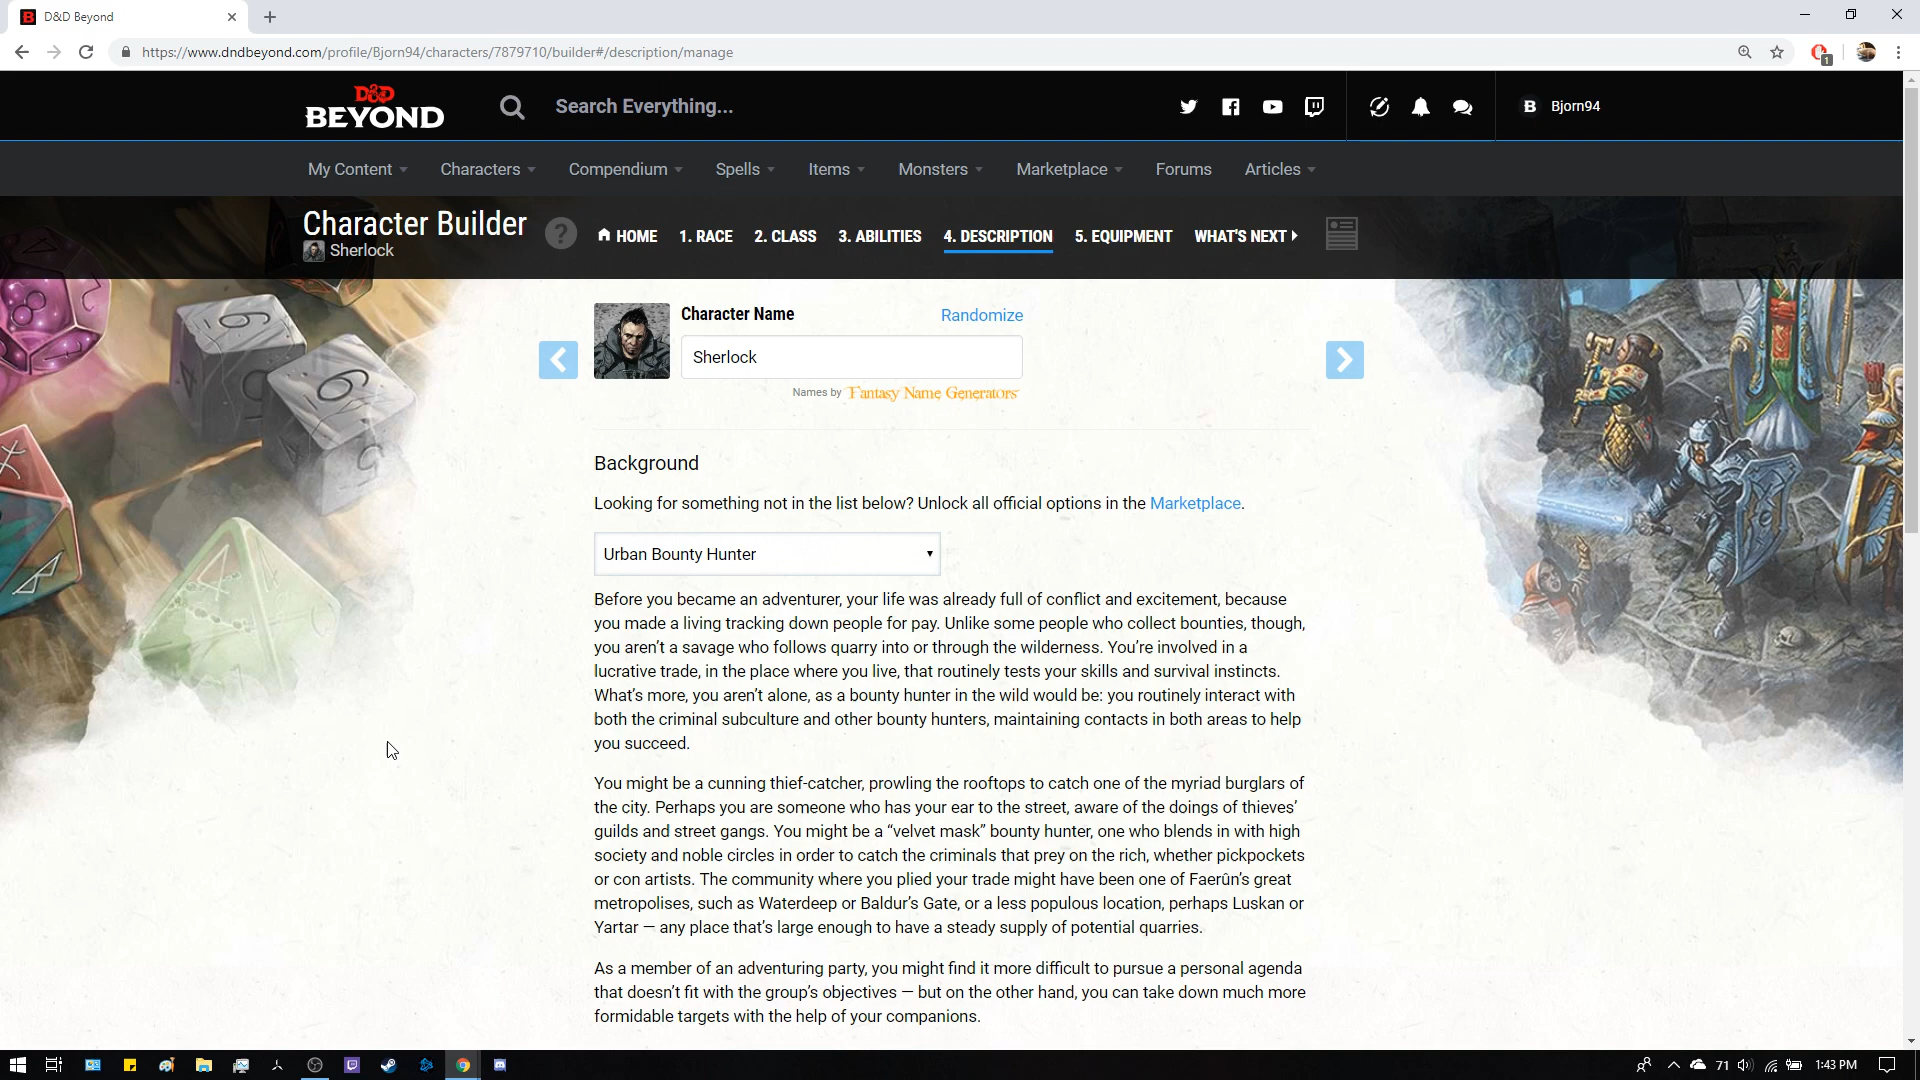 D&D Beyond
https://www.dndbeyond.com/profile/Bjorn94/characters/7879710/builder#/description/manage
1
D&D
BEYOND
Search Everything...
B Bjorn94
My Content Characters Compendium Spells Items Monsters Marketplace Forums Articles
Character Builder
Sherlock
? HOME 1. RACE 2. CLASS 3. ABILITIES 4. DESCRIPTION 5. EQUIPMENT WHAT'S NEXT
Character Name Randomize
Sherlock
Names by Fantasy Name Generators
Background
Looking for something not in the list below? Unlock all official options in the Marketplace.
Urban Bounty Hunter
Before you became an adventurer, your life was already full of conflict and excitement, because
you made a living tracking down people for pay. Unlike some people who collect bounties, though,
you aren’t a savage who follows quarry into or through the wilderness. You’re involved in a
lucrative trade, in the place where you live, that routinely tests your skills and survival instincts.
What’s more, you aren’t alone, as a bounty hunter in the wild would be: you routinely interact with
both the criminal subculture and other bounty hunters, maintaining contacts in both areas to help
you succeed.
You might be a cunning thief-catcher, prowling the rooftops to catch one of the myriad burglars of
the city. Perhaps you are someone who has your ear to the street, aware of the doings of thieves’
guilds and street gangs. You might be a “velvet mask” bounty hunter, one who blends in with high
society and noble circles in order to catch the criminals that prey on the rich, whether pickpockets
or con artists. The community where you plied your trade might have been one of Faerûn’s great
metropolises, such as Waterdeep or Baldur’s Gate, or a less populous location, perhaps Luskan or
Yartar — any place that’s large enough to have a steady supply of potential quarries.
As a member of an adventuring party, you might find it more difficult to pursue a personal agenda
that doesn’t fit with the group’s objectives — but on the other hand, you can take down much more
formidable targets with the help of your companions.
71 1:43 PM